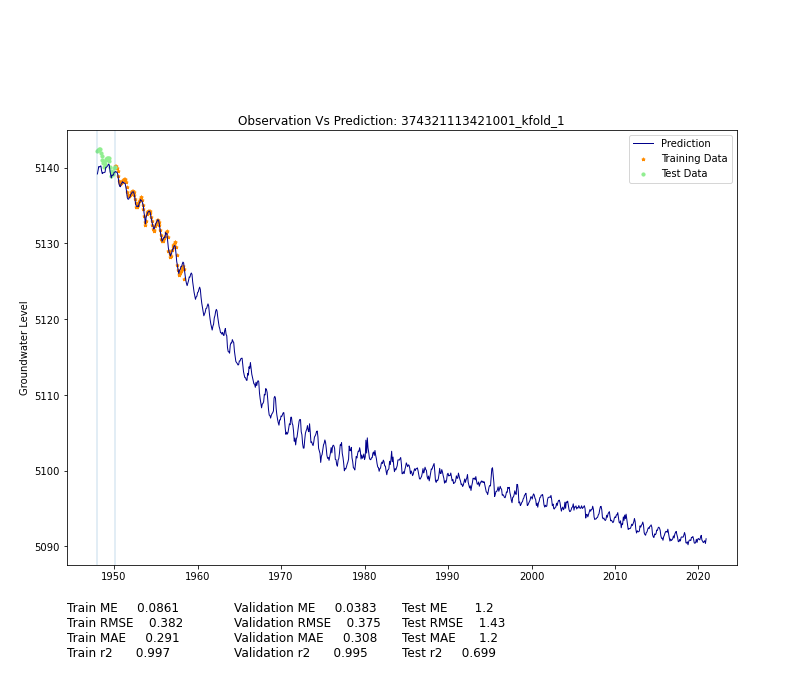 Observation Vs Prediction: 374321113421001_kfold_1
Prediction
Training Data
Test Data
Groundwater Level
5140
5130
5120
5110
5100
5090
1950 1960 1970 1980 1990 2000 2010 2020
Train ME 0.0861 Validation ME 0.0383 Test ME 1.2
Train RMSE 0.382 Validation RMSE 0.375 Test RMSE 1.43
Train MAE 0.291 Validation MAE 0.308 Test MAE 1.2
Train r2 0.997 Validation r2 0.995 Test r2 0.699